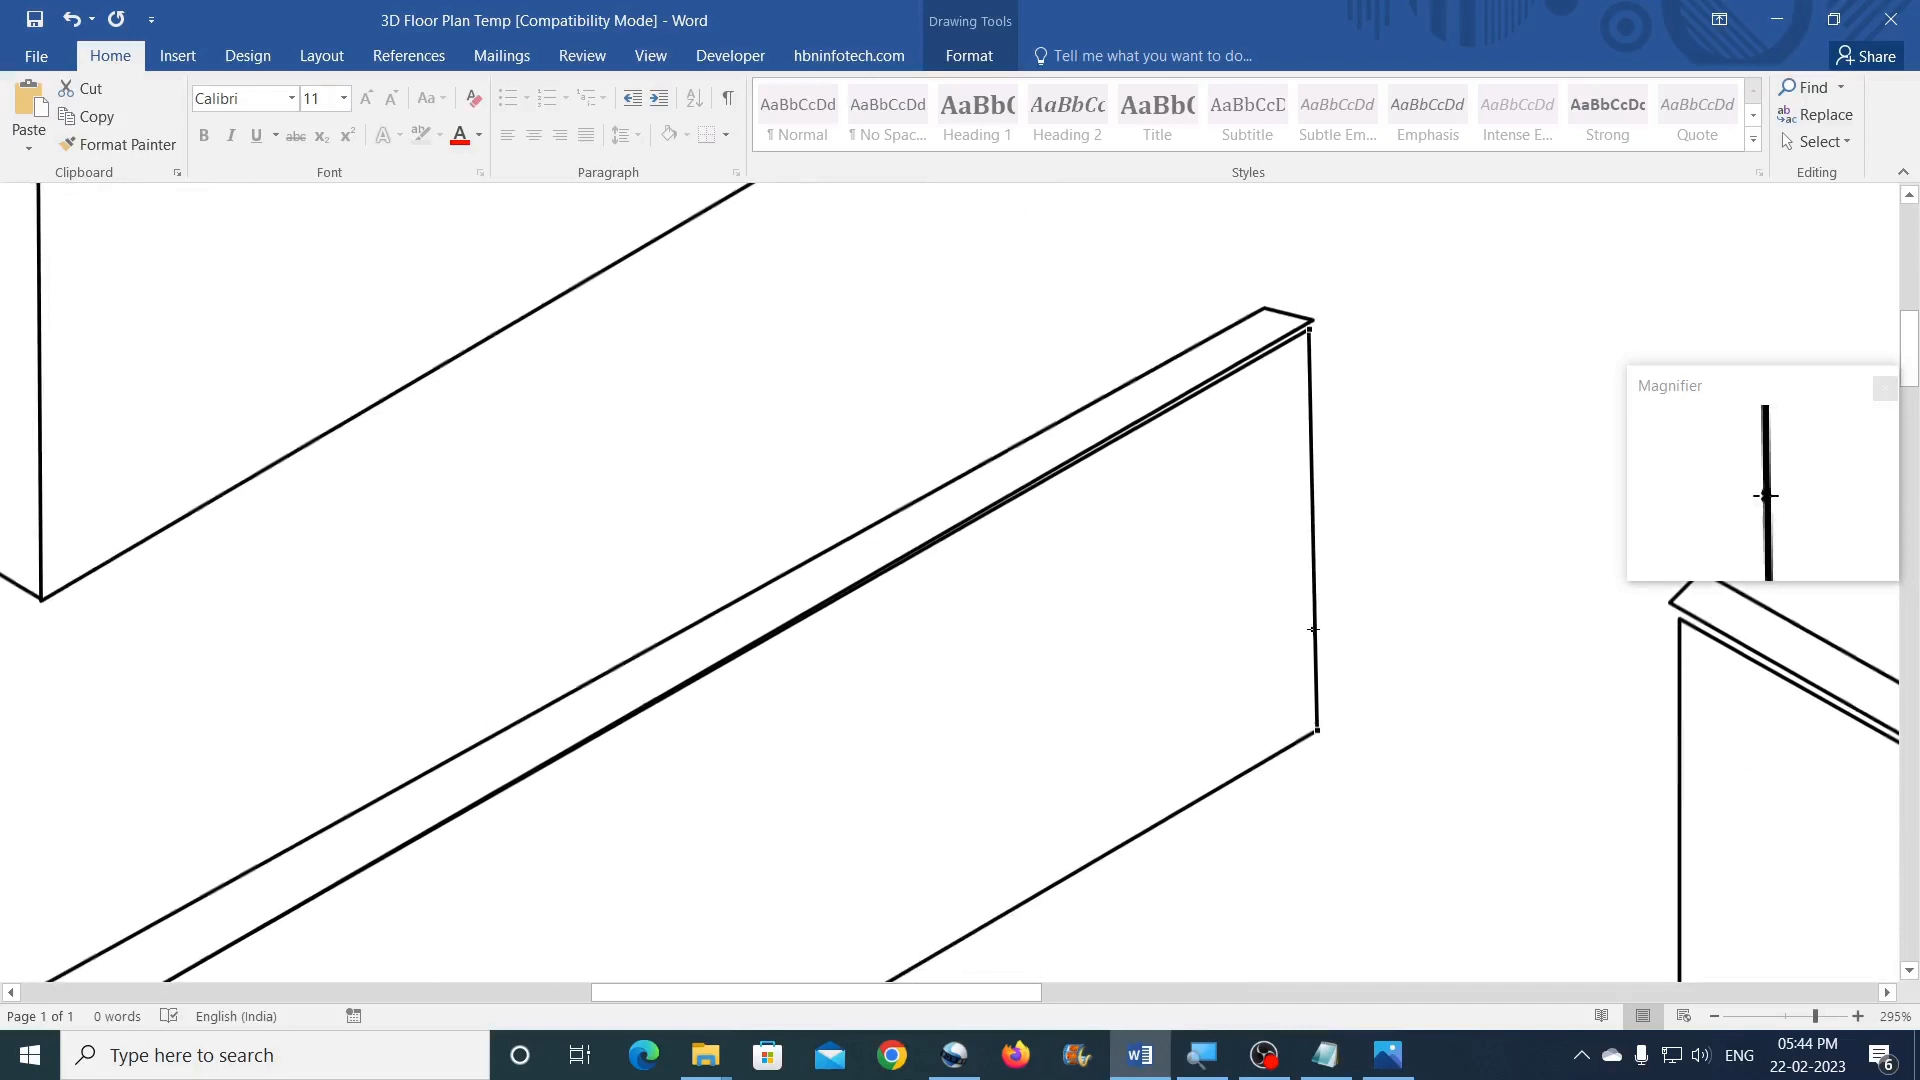 3D Floor Plan Temp [Compatibility Mode] - Word
Drawing Tools
File Home Insert Design Layout References Mailings Review View Developer hbninfotech.com Format Tell me what you want to do... Share
Paste
Cut
Copy
Format Painter
Clipboard
Calibri 11
Font
Paragraph
AaBbCcDd AaBbCcDd AaBbC AaBbCc AaBbC AaBbCcD AaBbCcDd AaBbCcDd AaBbCcDd AaBbCcDc AaBbCcDd
¶ Normal ¶ No Spac... Heading 1 Heading 2 Title Subtitle Subtle Em... Emphasis Intense E... Strong Quote
Styles
Find
Replace
Select
Editing
Magnifier
Page 1 of 1 0 words English (India) 295%
Type here to search
ENG
05:44 PM
22-02-2023
6